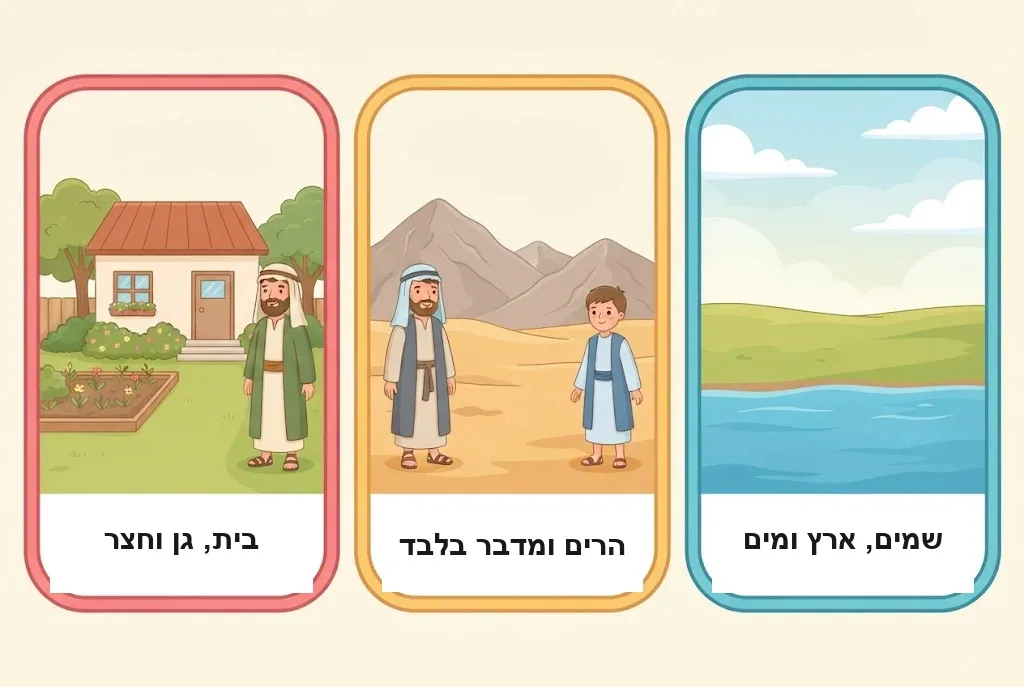 שמים, ארץ ומים
הרים ומדבר בלבד
בית, גן וחצר